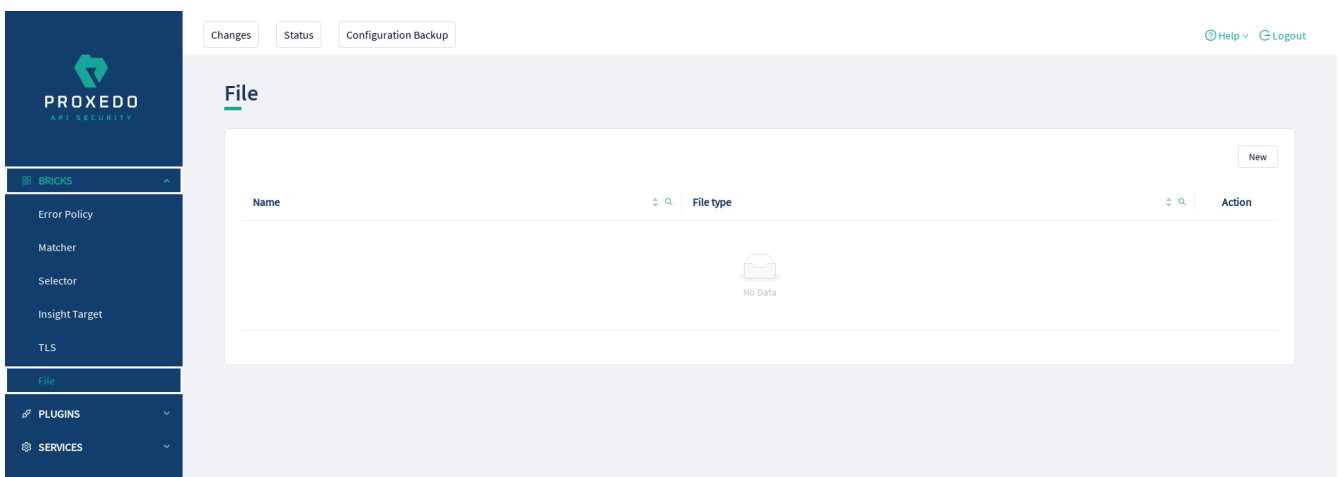 Changes Status Configuration Backup Help Logout
PROXEDO
API SECURITY
File
New
BRICKS
Error Policy
Matcher
Selector
Insight Target
TLS
File
PLUGINS
SERVICES
Name File type Action
No Data